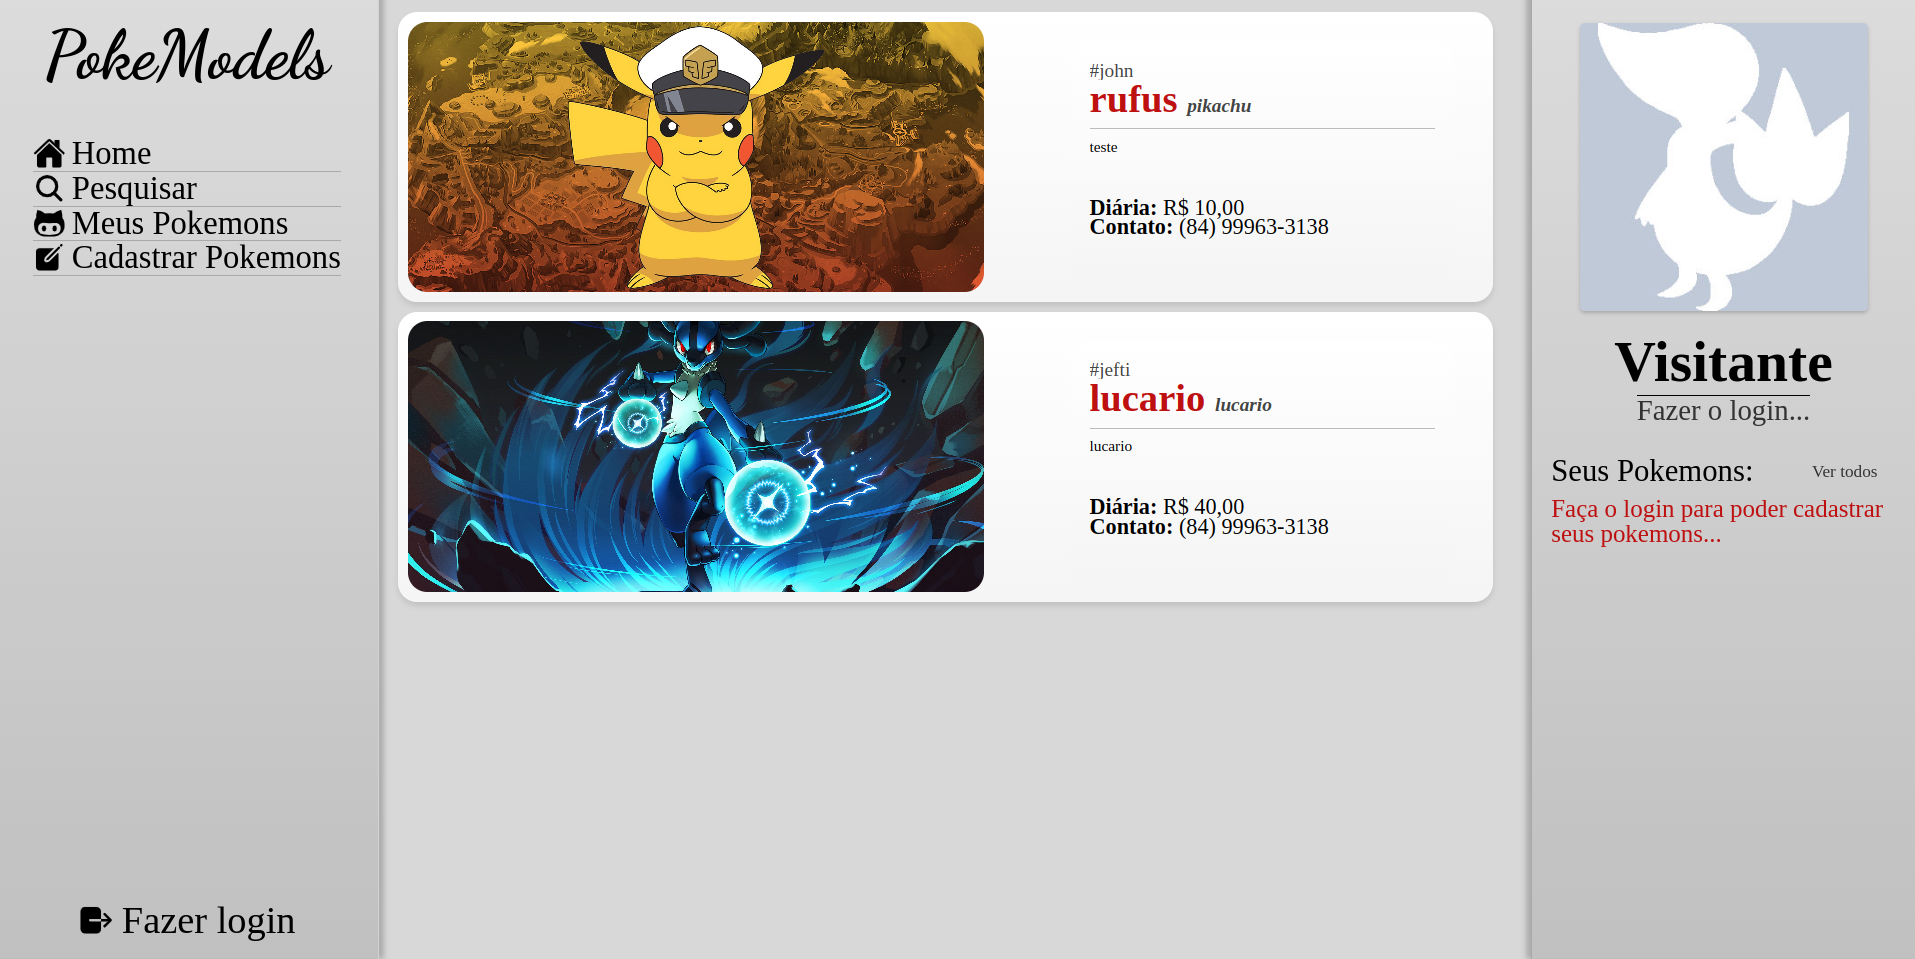 PokeModels
Home
Pesquisar
Meus Pokemons
Cadastrar Pokemons
Fazer login
#john
rufus pikachu
teste
Diária: R$ 10,00
Contato: (84) 99963-3138
#jefti
lucario lucario
lucario
Diária: R$ 40,00
Contato: (84) 99963-3138
Visitante
Fazer o login...
Seus Pokemons: Ver todos
Faça o login para poder cadastrar
seus pokemons...